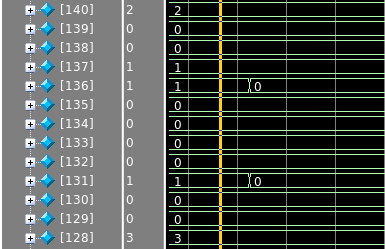 [140] 2 2
[139] 0 0
[138] 0 0
[137] 1 1
[136] 1 1 0
[135] 0 0
[134] 0 0
[133] 0 0
[132] 0 0
[131] 1 1 0
[130] 0 0
[129] 0 0
[128] 3 3